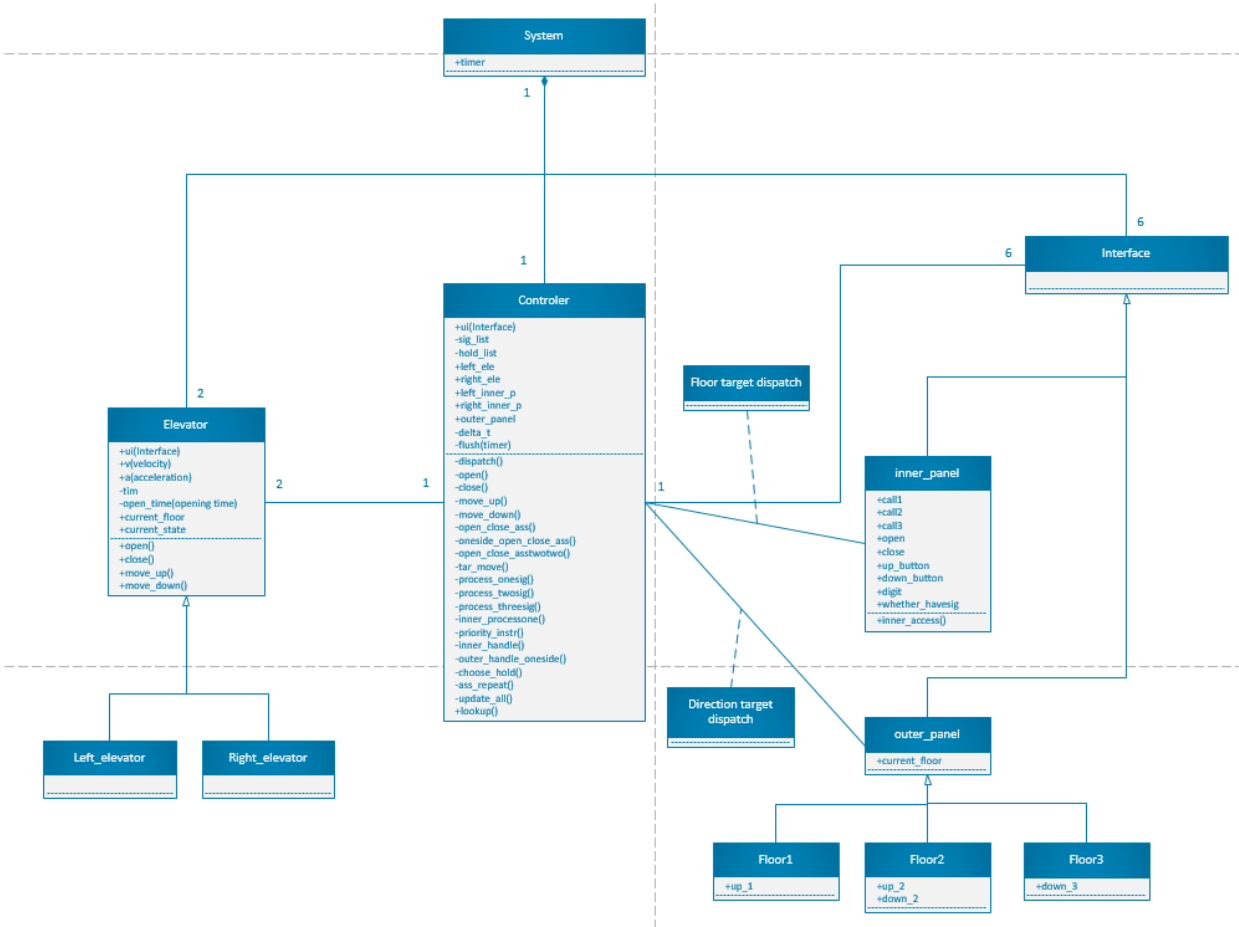 System
+timer
1
1
6
6
Interface
Controler
+ui(Interface)
-sig_list
-hold_list
+left_ele
+right_ele
+left_inner_p
+right_inner_p
+outer_panel
-delta_t
-flush(timer)
-dispatch()
-open()
-close()
-move_up()
-move_down()
-open_close_ass()
-oneside_open_close_ass()
-open_close_asstwotwo()
-tar_move()
-process_onesig()
-process_twosig()
-process_threesig()
-inner_processone()
-priority_instr()
-inner_handle()
-outer_handle_oneside()
-choose_hold()
-ass_repeat()
-update_all()
+lookup()
2
Elevator
+ui(Interface)
+v(velocity)
+a(acceleration)
-tim
-open_time(opening time)
+current_floor
+current_state
+open()
+close()
+move_up()
+move_down()
2
1
1
Floor target dispatch
inner_panel
+call1
+call2
+call3
+open
+close
+up_button
+down_button
+digit
+whether_havesig
+inner_access()
Direction target
dispatch
outer_panel
+current_floor
Left_elevator
Right_elevator
Floor1
+up_1
Floor2
+up_2
+down_2
Floor3
+down_3